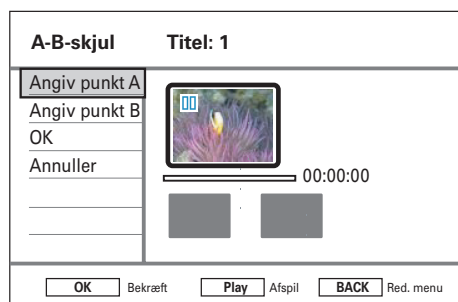 A-B-skjul Titel: 1
Angiv punkt A
Angiv punkt B
OK
Annuller
00:00:00
OK Bekræft Play Afspil BACK Red. menu